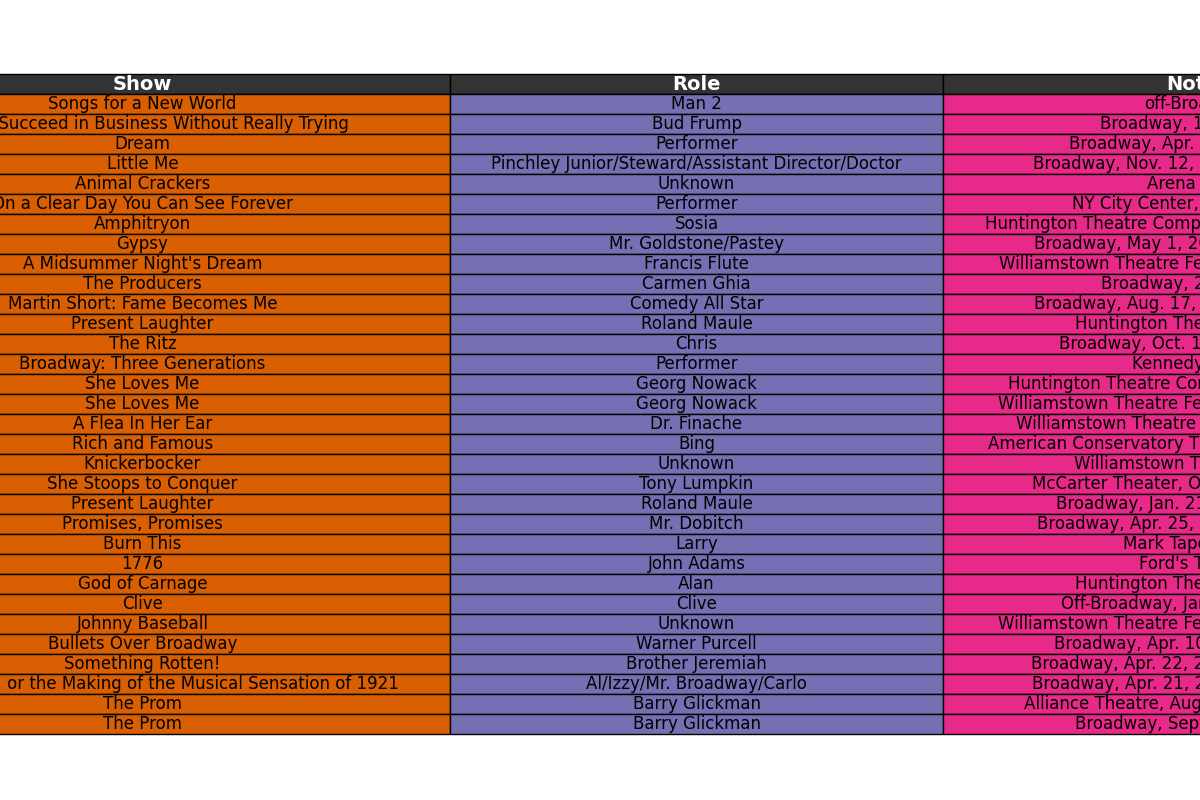 Show Role
Songs for a New World Man 2 off-Broa
Succeed in Business Without Really Trying Bud Frump Broadway, 1
Dream Performer Broadway, Apr.
Little Me Pinchley Junior/Steward/Assistant Director/Doctor Broadway, Nov. 12,
Animal Crackers Unknown Arena
On a Clear Day You Can See Forever Performer NY City Center,
Amphitryon Sosia Huntington Theatre Comp
Gypsy Mr. Goldstone/Pastey Broadway, May 1, 2
A Midsummer Night's Dream Francis Flute Williamstown Theatre Fe
The Producers Carmen Ghia Broadway, 2
Martin Short: Fame Becomes Me Comedy All Star Broadway, Aug. 17,
Present Laughter Roland Maule Huntington The
The Ritz Chris Broadway, Oct. 1
Broadway: Three Generations Performer Kennedy
She Loves Me Georg Nowack Huntington Theatre Co
She Loves Me Georg Nowack Williamstown Theatre Fe
A Flea In Her Ear Dr. Finache Williamstown Theatre
Rich and Famous Bing American Conservatory T
Knickerbocker Unknown Williamstown T
She Stoops to Conquer Tony Lumpkin McCarter Theater, O
Present Laughter Roland Maule Broadway, Jan. 21
Promises, Promises Mr. Dobitch Broadway, Apr. 25,
Burn This Larry Mark Tap
1776 John Adams Ford's T
God of Carnage Alan Huntington The
Clive Clive Off-Broadway, Ja
Johnny Baseball Unknown Williamstown Theatre Fe
Bullets Over Broadway Warner Purcell Broadway, Apr. 10
Something Rotten! Brother Jeremiah Broadway, Apr. 22, 2
or the Making of the Musical Sensation of 1921 Al/Izzy/Mr. Broadway/Carlo Broadway, Apr. 21, 2
The Prom Barry Glickman Alliance Theatre, Aug
The Prom Barry Glickman Broadway, Sep